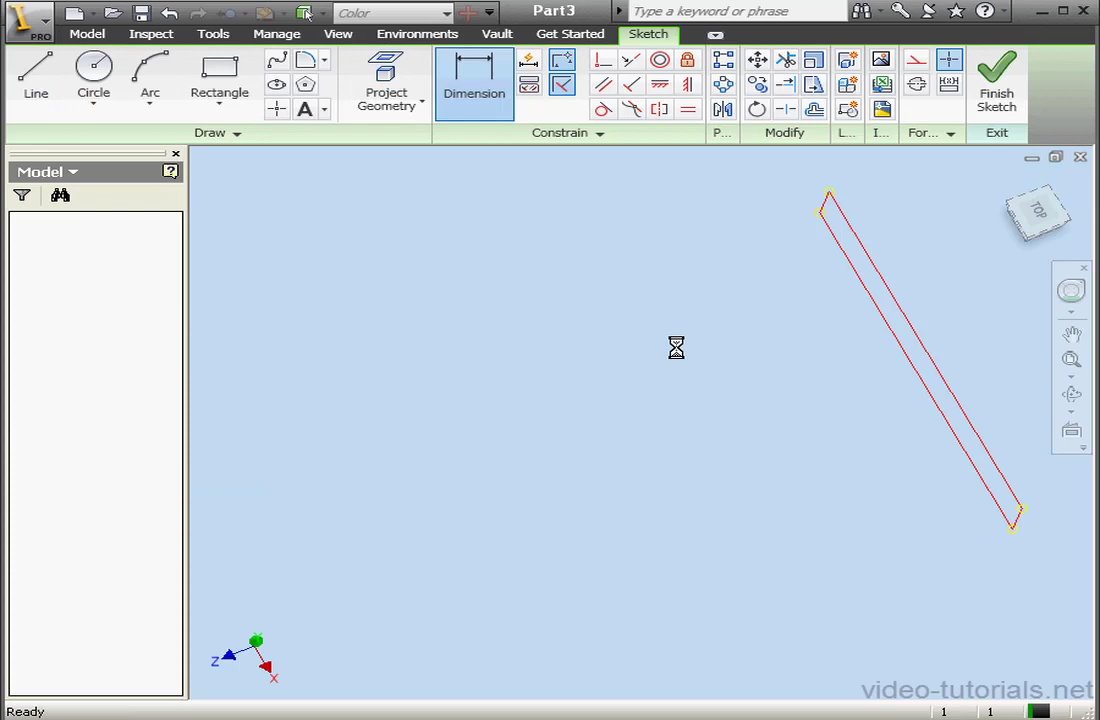 PRO
Color
Part3
Type a keyword or phrase
Model Inspect Tools Manage View Environments Vault Get Started Sketch
Line
Circle
Arc
Rectangle
Project
Geometry
Dimension
Finish
Sketch
Draw
Constrain
P...
Modify
L...
I...
For...
Exit
Model
TOP
Z
Y
X
video-tutorials.net
Ready
1 1